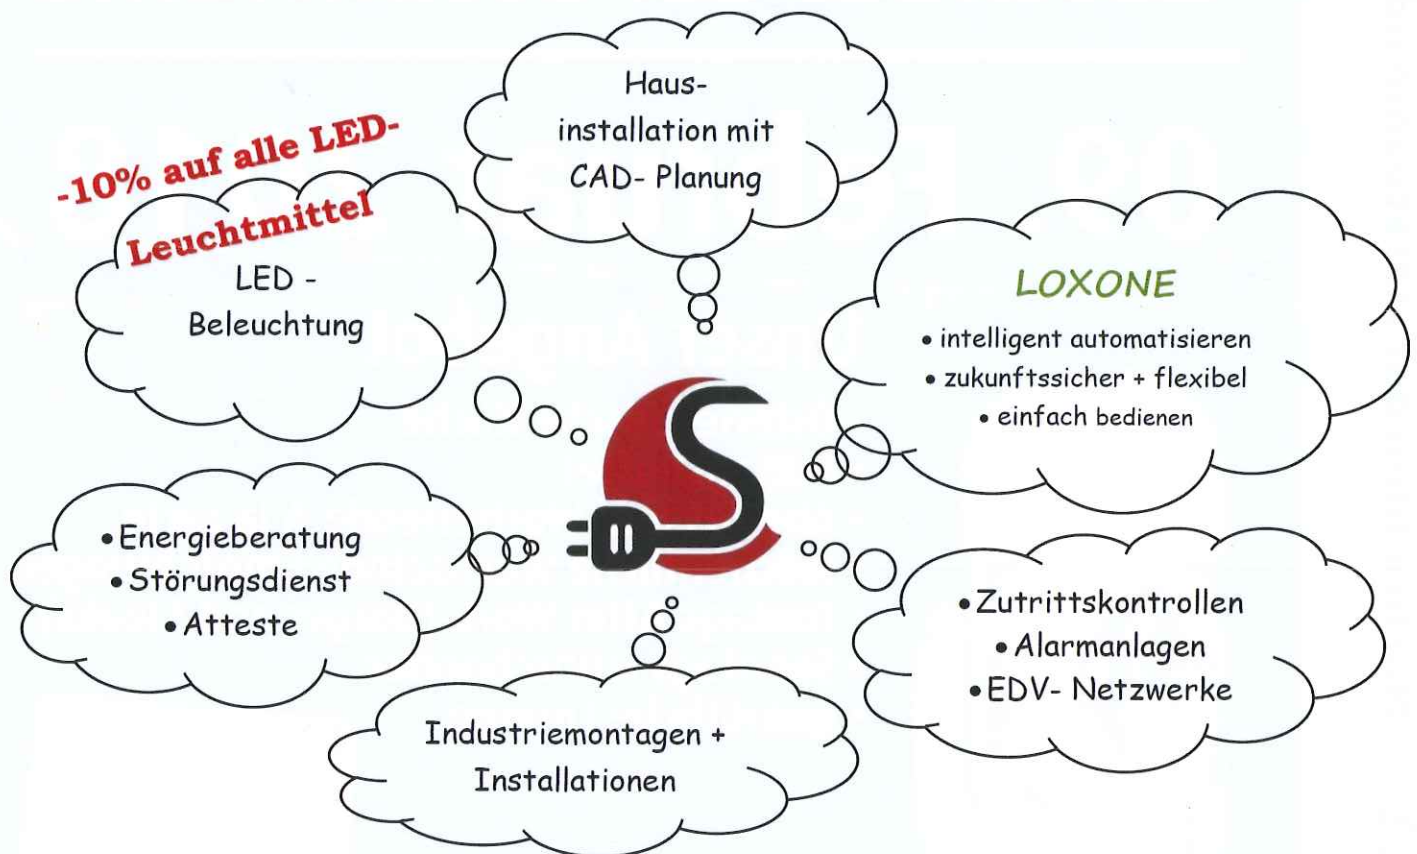 Haus-
installation mit
CAD- Planung
-10% auf alle LED-
Leuchtmittel
LED -
Beleuchtung
LOXONE
• intelligent automatisieren
• zukunftssicher + flexibel
• einfach bedienen
• Energieberatung
• Störungsdienst
• Atteste
• Zutrittskontrollen
• Alarmanlagen
• EDV- Netzwerke
Industriemontagen +
Installationen